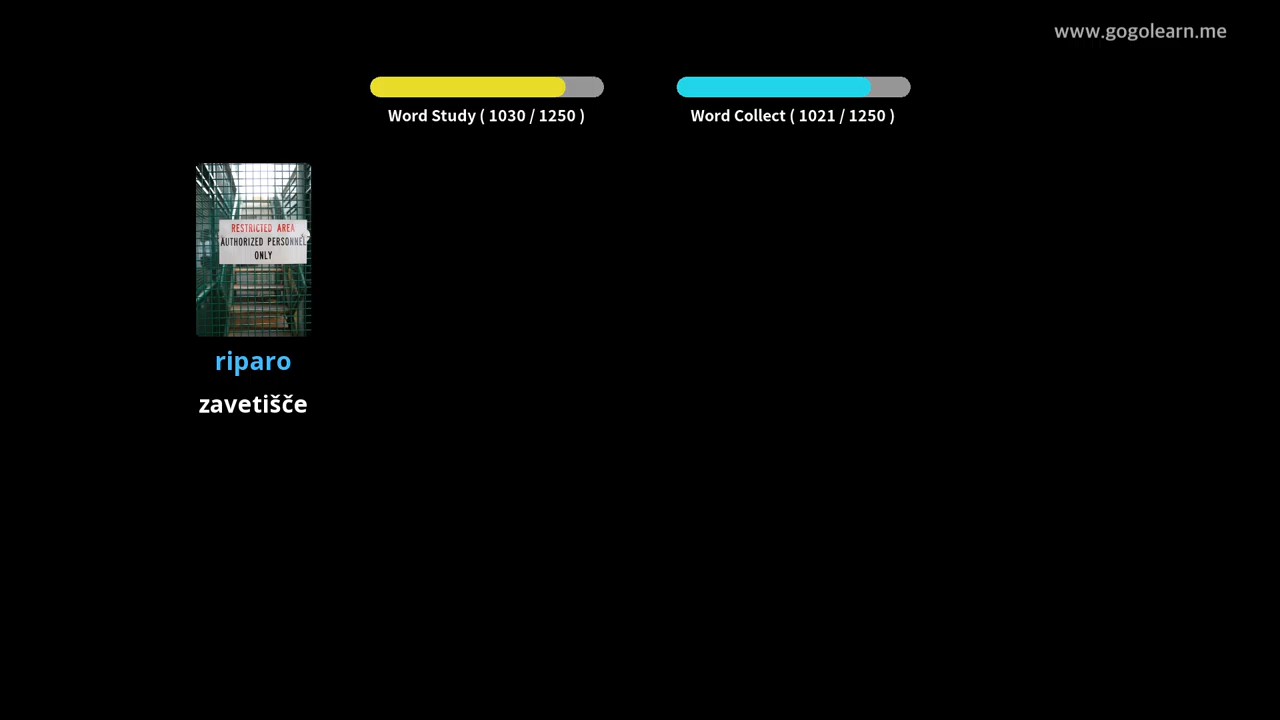 www.gogolearn.me
Word Study ( 1030 / 1250 )
Word Collect ( 1021 / 1250 )
RESTRICTED AREA
AUTHORIZED PERSONNEL
ONLY
riparo
zavetišče